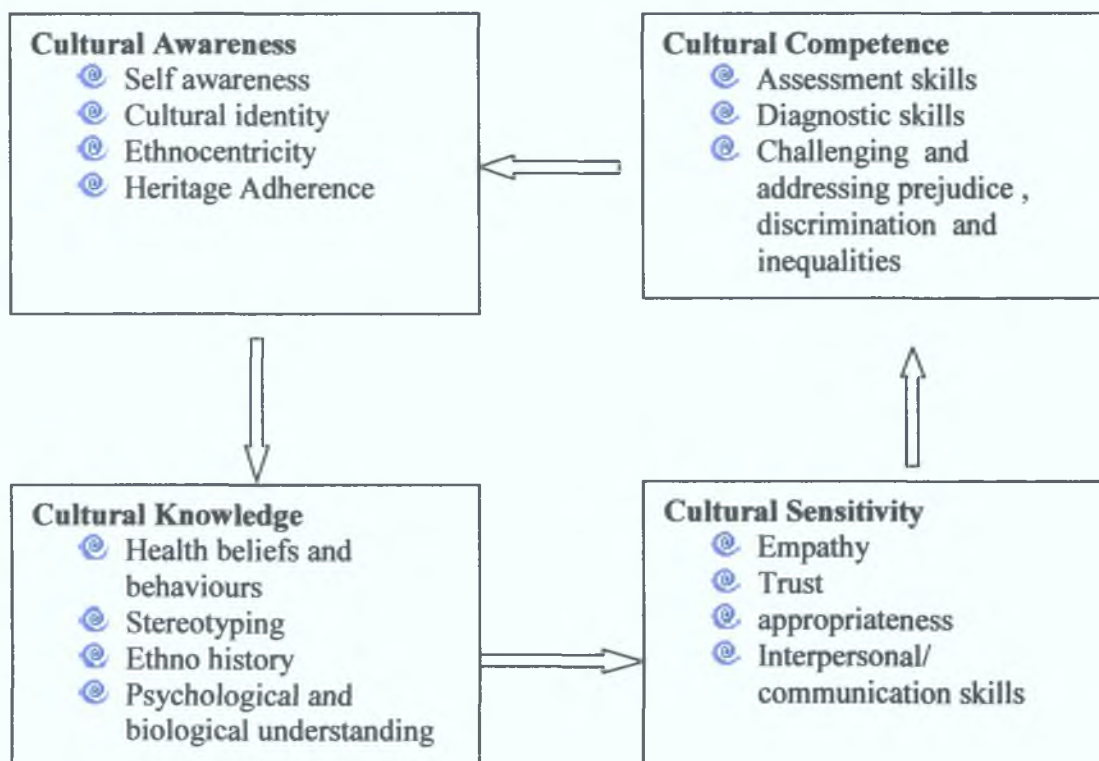 Cultural Awareness
Self awareness
Cultural identity
Ethnocentricity
Heritage Adherence
Cultural Competence
Assessment skills
Diagnostic skills
Challenging and
addressing prejudice ,
discrimination and
inequalities
Cultural Knowledge
Health beliefs and
behaviours
Stereotyping
Ethno history
Psychological and
biological understanding
Cultural Sensitivity
Empathy
Trust
appropriateness
Interpersonal/
communication skills